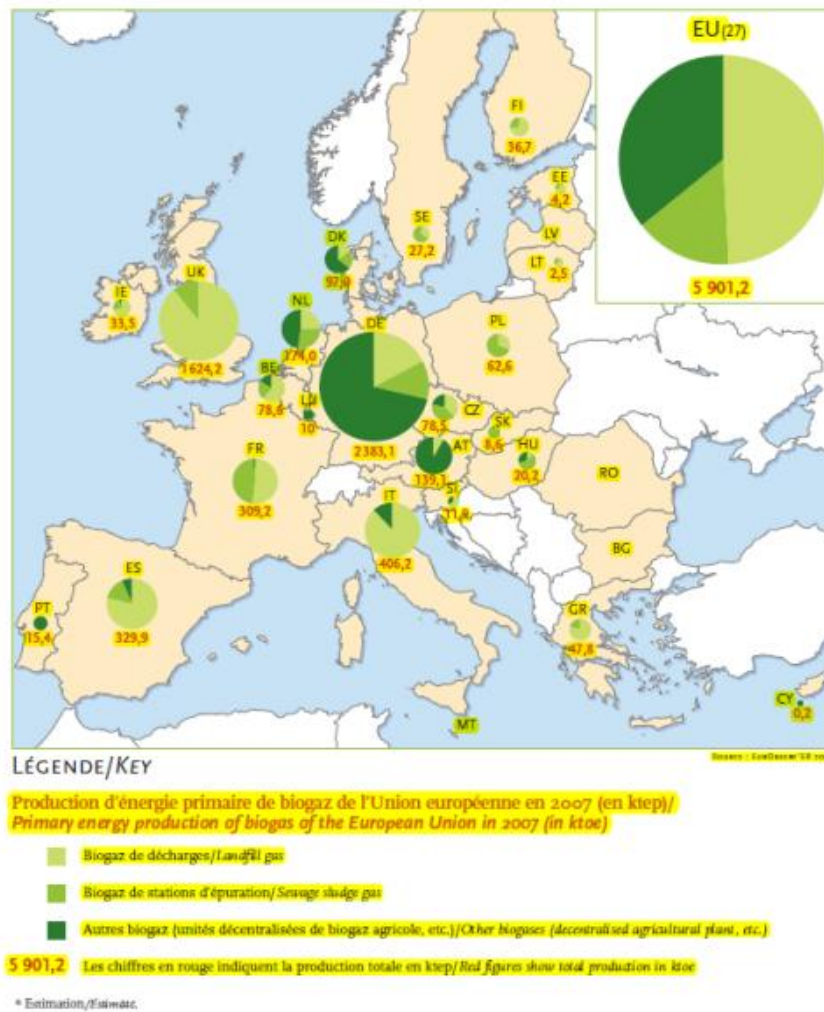 EU(27)
5 901,2
FI
36,7
EE
4,2
SE
27,2
LV
LT
2,5
DK
97,9
IE
33,5
UK
1624,2
NL
174,0
DE
2383,1
PL
62,6
BE
78,6
LU
10
CZ
78,5
SK
8,6
AT
139,1
HU
20,2
FR
309,2
SI
11,8
IT
406,2
RO
BG
PT
15,4
ES
329,9
GR
47,8
MT
CY
0,2
LÉGENDE/KEY
Production d'énergie primaire de biogaz de l'Union européenne en 2007 (en ktep)/
Primary energy production of biogas of the European Union in 2007 (in ktoe)
Biogaz de décharges/Landfill gas
Biogaz de stations d'épuration/Sewage sludge gas
Autres biogaz (unités décentralisées de biogaz agricole, etc.)/Other biogases (decentralised agricultural plant, etc.)
5 901,2 Les chiffres en rouge indiquent la production totale en ktep/Red figures show total production in ktoe
* Estimation/Estimate.